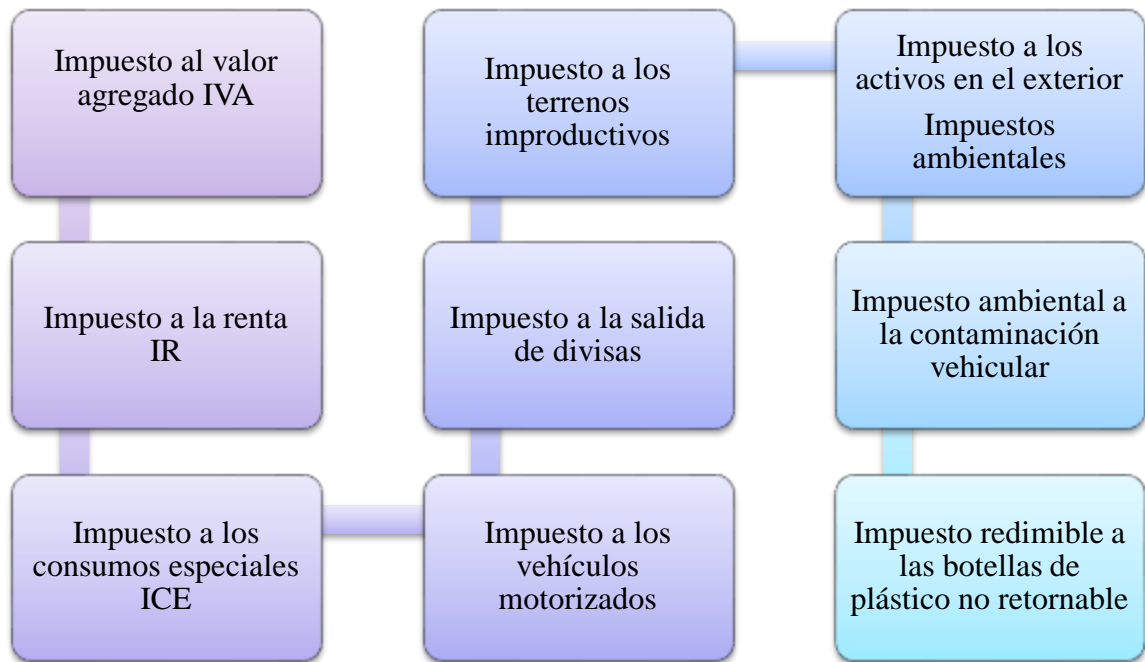 Impuesto al valor
agregado IVA
Impuesto a la renta
IR
Impuesto a los
consumos especiales
ICE
Impuesto a los
vehículos
motorizados
Impuesto a la salida
de divisas
Impuesto a los
terrenos
improductivos
Impuesto a los
activos en el exterior
Impuestos
ambientales
Impuesto ambiental a
la contaminación
vehicular
Impuesto redimible a
las botellas de
plástico no retornable